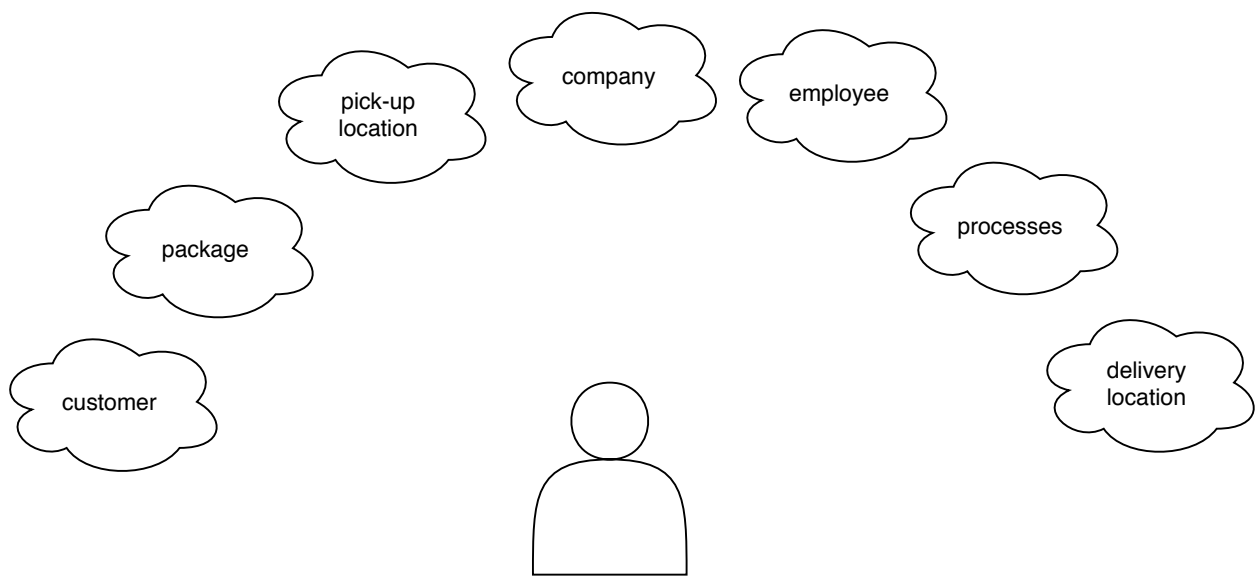 customer
package
pick-up
location
company
employee
processes
delivery
location